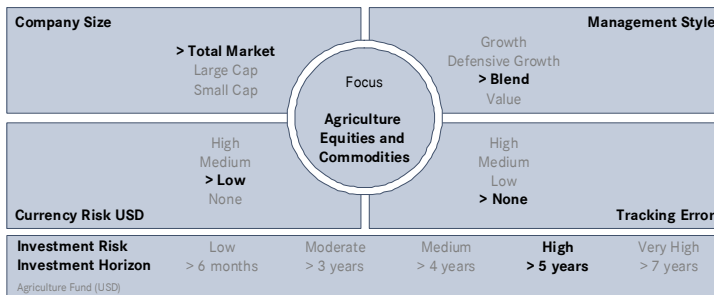 Company Size
> Total Market
Large Cap
Small Cap
Management Style
Growth
Defensive Growth
> Blend
Value
Focus
Agriculture
Equities and
Commodities
High
Medium
> Low
None
Currency Risk USD
High
Medium
Low
> None
Tracking Error
Investment Risk Low Moderate Medium High Very High
Investment Horizon > 6 months > 3 years > 4 years > 5 years > 7 years
Agriculture Fund (USD)